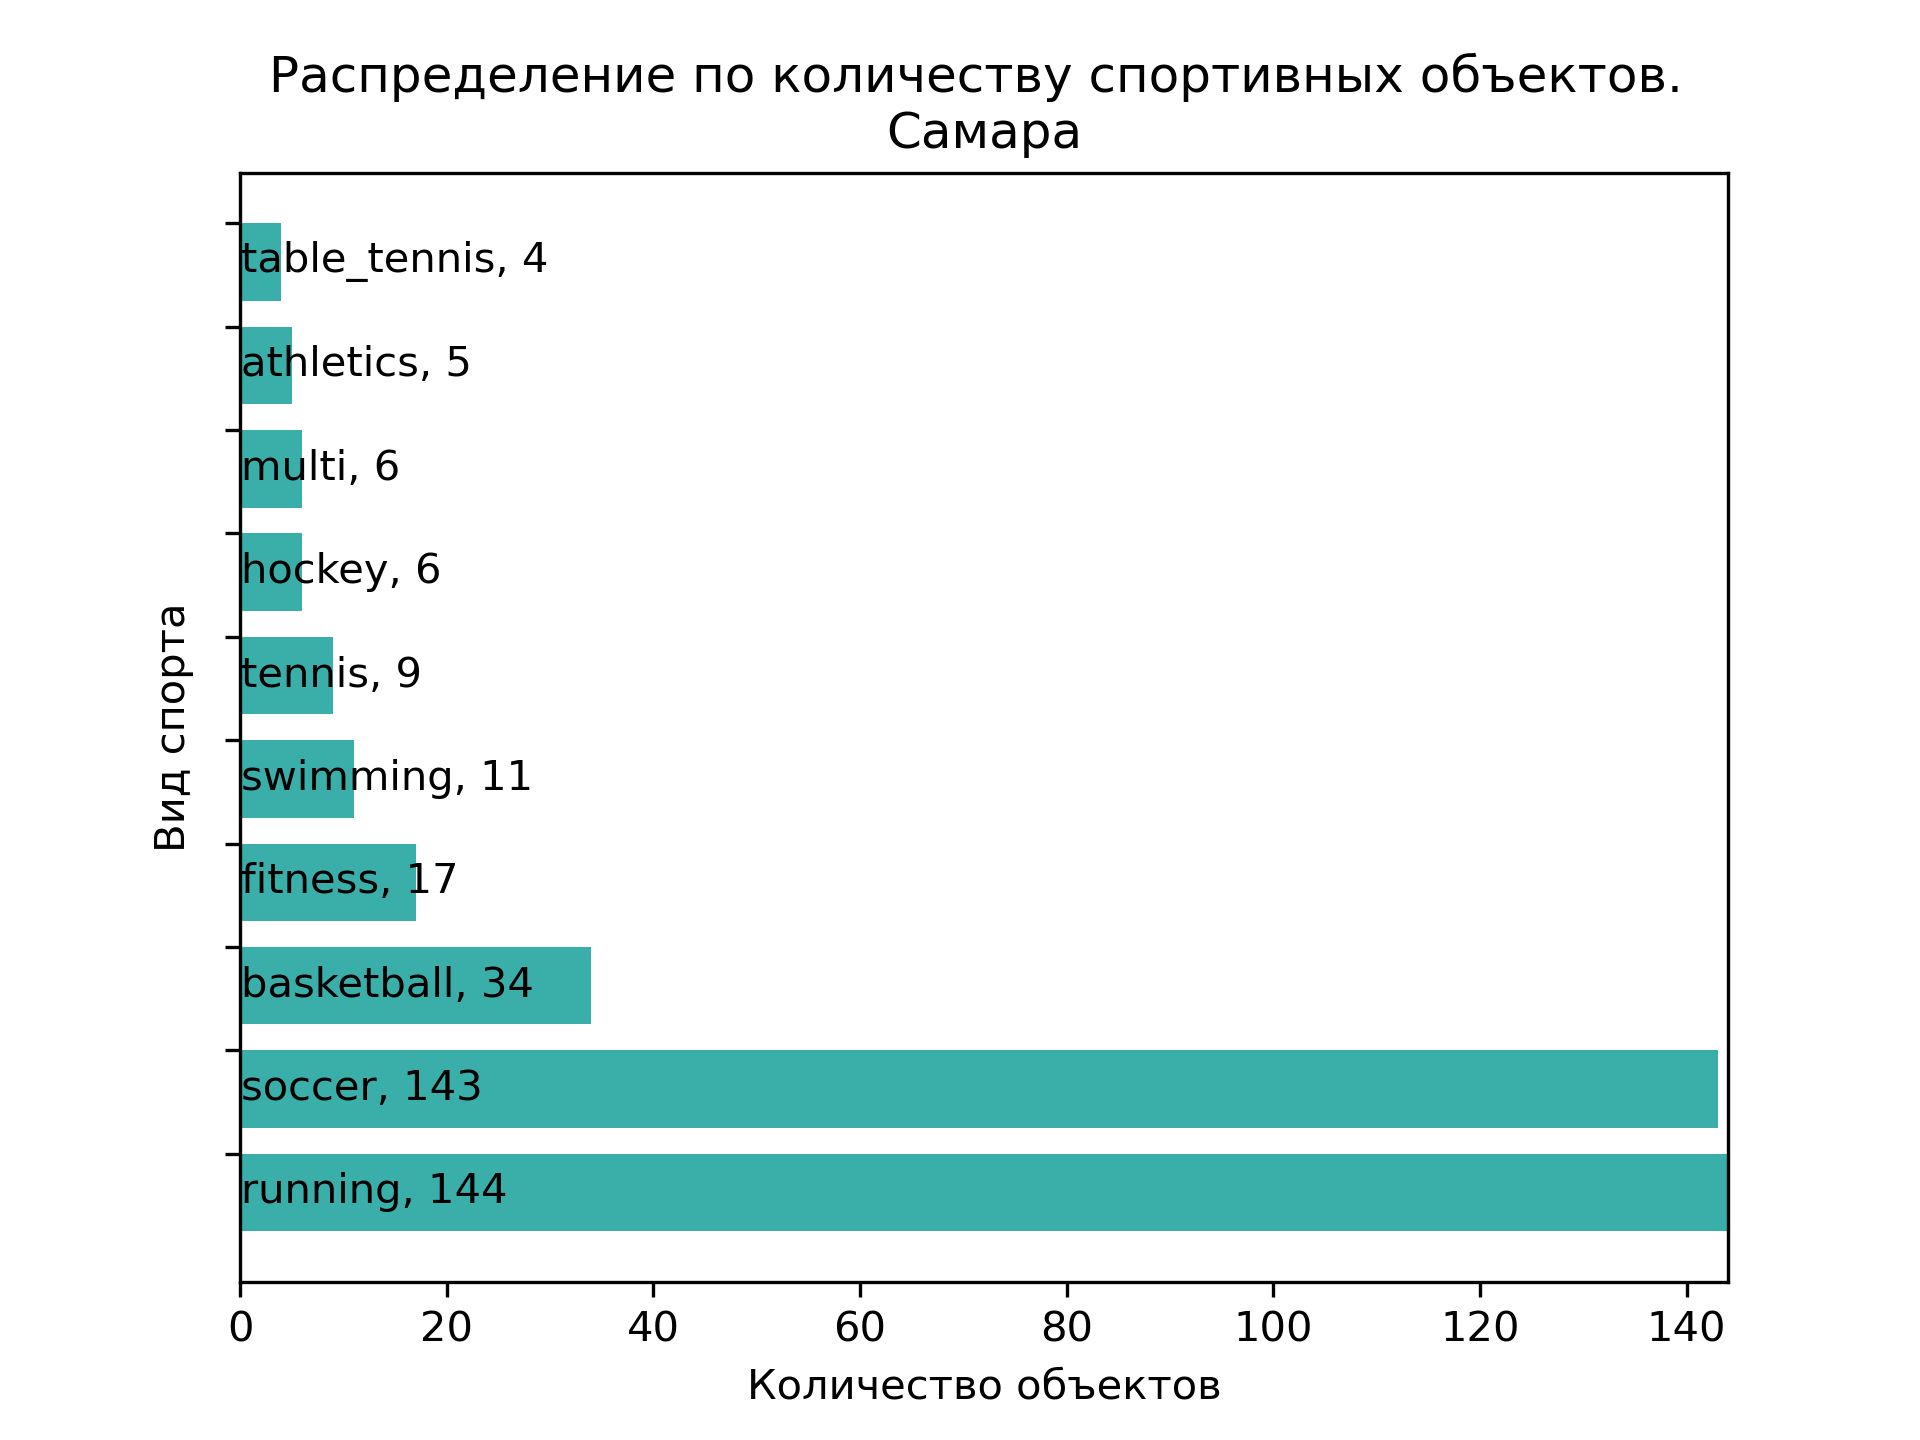 Распределение по количеству спортивных объектов.
Самара
table_tennis, 4
athletics, 5
multi, 6
hockey, 6
tennis, 9
swimming, 11
fitness, 17
basketball, 34
soccer, 143
running, 144
Вид спорта
0 20 40 60 80 100 120 140
Количество объектов